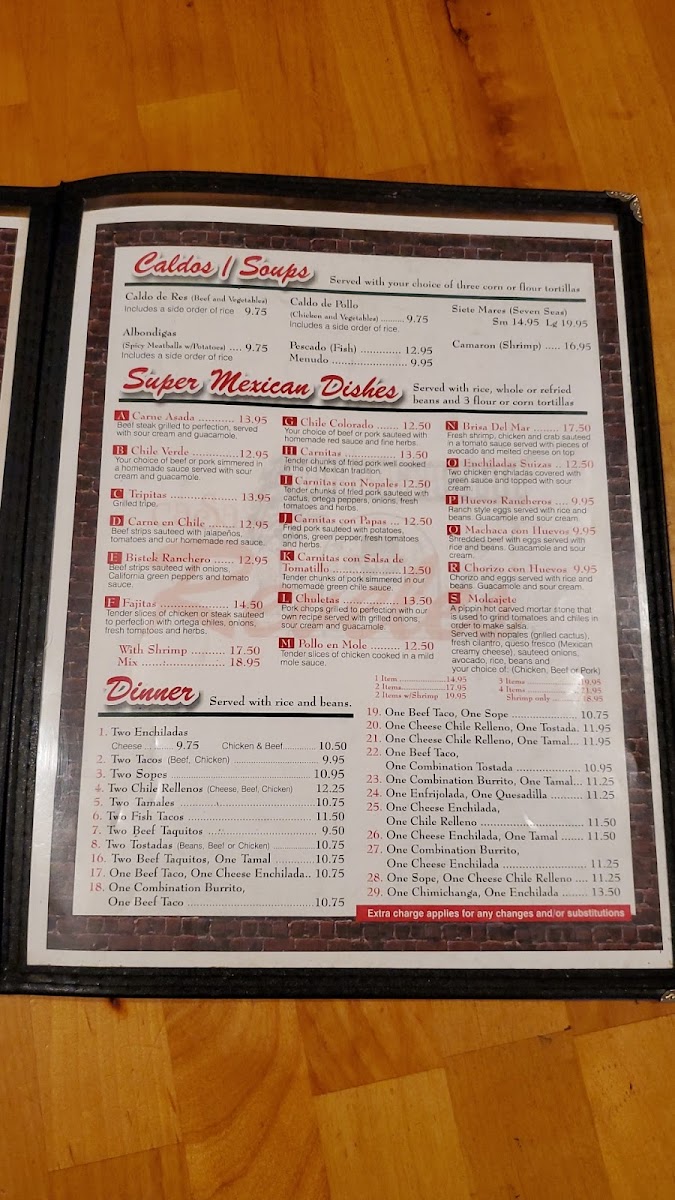 Caldos / Soups
Served with your choice of three corn or flour tortillas
Caldo de Res (Beef and Vegetables)
Includes a side order of rice 9.75
Albondigas
(Spicy Meatballs w/Potatoes) .... 9.75
Includes a side order of rice
Caldo de Pollo
(Chicken and Vegetables) .......... 9.75
Includes a side order of rice.
Pescado (Fish) ............. 12.95
Menudo ...................... 9.95
Siete Mares (Seven Seas)
Sm 14.95 Lg 19.95
Camaron (Shrimp) ..... 16.95
Super Mexican Dishes
Served with rice, whole or refried
beans and 3 flour or corn tortillas
A Carne Asada ........... 13.95
Beef steak grilled to perfection, served
with sour cream and guacamole.
B Chile Verde .............12.95
Your choice of beef or pork simmered in
a homemade sauce served with sour
cream and guacamole.
C Tripitas .................... 13.95
Grilled tripe.
D Carne en Chile ........ 12.95
Beef strips sauteed with jalapeños,
tomatoes and our homemade red sauce.
E Bistek Ranchero ...... 12.95
Beef strips sauteed with onions,
California green peppers and tomato
sauce.
F Fajitas ..................... 14.50
Tender slices of chicken or steak sauteed
to perfection with ortega chiles, onions,
fresh tomatoes and herbs.
With Shrimp .......... 17.50
Mix ....................... 18.95
G Chile Colorado ....... 12.50
Your choice of beef or pork sauteed with
homemade red sauce and fine herbs.
H Carnitas .................. 13.50
Tender chunks of fried pork well cooked
in the old Mexican tradition.
I Carnitas con Nopales 12.50
Tender chunks of fried pork sauteed with
cactus, ortega peppers, onions, fresh
tomatoes and herbs.
J Carnitas con Papas ... 12.50
Fried pork sauteed with potatoes,
onions, green pepper, fresh tomatoes
and herbs.
K Carnitas con Salsa de
Tomatillo ................... 12.50
Tender chunks of pork simmered in our
homemade green chile sauce.
L Chuletas .................. 13.50
Pork chops grilled to perfection with our
own recipe served with grilled onions,
sour cream and guacamole.
M Pollo en Mole ......... 12.50
Tender slices of chicken cooked in a mild
mole sauce.
N Brisa Del Mar ......... 17.50
Fresh shrimp, chicken and crab sauteed
in a tomato sauce served with pieces of
avocado and melted cheese on top
O Enchiladas Suizas .. 12.50
Two chicken enchiladas covered with
green sauce and topped with sour
cream.
P Huevos Rancheros .... 9.95
Ranch style eggs served with rice and
beans. Guacamole and sour cream.
Q Machaca con Huevos 9.95
Shredded beef with eggs served with
rice and beans. Guacamole and sour
cream.
R Chorizo con Huevos 9.95
Chorizo and eggs served with rice and
beans. Guacamole and sour cream.
S Molcajete
A pippin hot carved mortar stone that
is used to grind tomatoes and chiles in
order to make salsa.
Served with nopales (grilled cactus),
fresh cilantro, queso fresco (Mexican
creamy cheese), sauteed onions,
avocado, rice, beans and
your choice of: (Chicken, Beef or Pork)
1 Item ................14.95
2 Items...............17.95
2 Items w/Shrimp 19.95
3 Items ................19.95
4 Items ................21.95
Shrimp only ..........18.95
Dinner
Served with rice and beans.
1. Two Enchiladas
Cheese ........... 9.75 Chicken & Beef........... 10.50
2. Two Tacos (Beef, Chicken) ........................ 9.95
3. Two Sopes .......................................... 10.95
4. Two Chile Rellenos (Cheese, Beef, Chicken) 12.25
5. Two Tamales ....................................... 10.75
6. Two Fish Tacos .................................... 11.50
7. Two Beef Taquitos ................................ 9.50
8. Two Tostadas (Beans, Beef or Chicken) ........... 10.75
16. Two Beef Taquitos, One Tamal ............ 10.75
17. One Beef Taco, One Cheese Enchilada.. 10.75
18. One Combination Burrito,
One Beef Taco ................................... 10.75
19. One Beef Taco, One Sope ................... 10.75
20. One Cheese Chile Relleno, One Tostada. 11.95
21. One Cheese Chile Relleno, One Tamal... 11.95
22. One Beef Taco,
One Combination Tostada ................... 10.95
23. One Combination Burrito, One Tamal... 11.25
24. One Enfrijolada, One Quesadilla .......... 11.25
25. One Cheese Enchilada,
One Chile Relleno ............................. 11.50
26. One Cheese Enchilada, One Tamal ...... 11.50
27. One Combination Burrito,
One Cheese Enchilada ....................... 11.25
28. One Sope, One Cheese Chile Relleno .... 11.25
29. One Chimichanga, One Enchilada ....... 13.50
Extra charge applies for any changes and/or substitutions